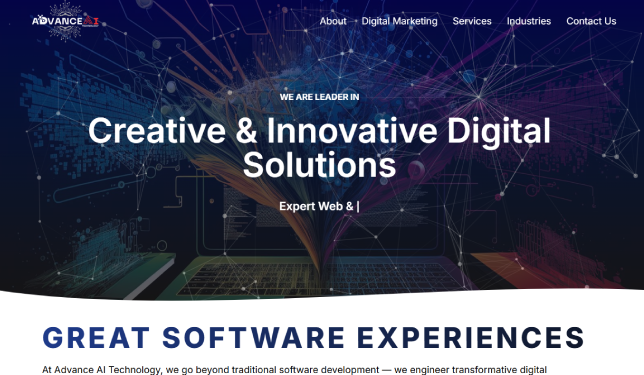 ADVANCE AI
About
Digital Marketing
Services
Industries
Contact Us
WE ARE LEADER IN
Creative & Innovative Digital
Solutions
Expert Web & |
GREAT SOFTWARE EXPERIENCES
At Advance AI Technology, we go beyond traditional software development — we engineer transformative digital